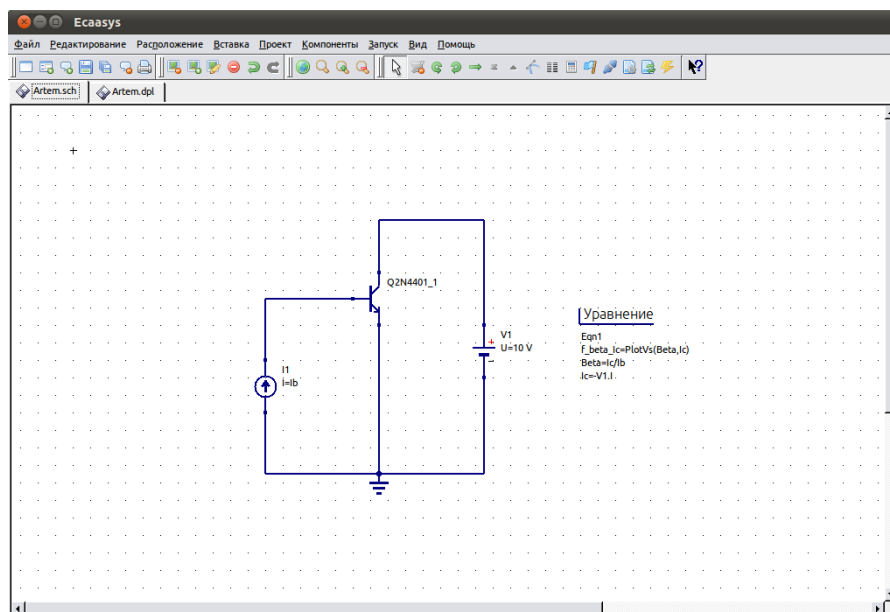 Ecaasys
Файл Редактирование Расположение Вставка Проект Компоненты Запуск Вид Помощь
Artem.sch Artem.dpl
Q2N4401_1
V1
U=10 V
I1
I=Ib
Уравнение
Eqn1
f_beta_Ic=PlotVs(Beta,Ic)
Beta=Ic/Ib
Ic=-V1.I